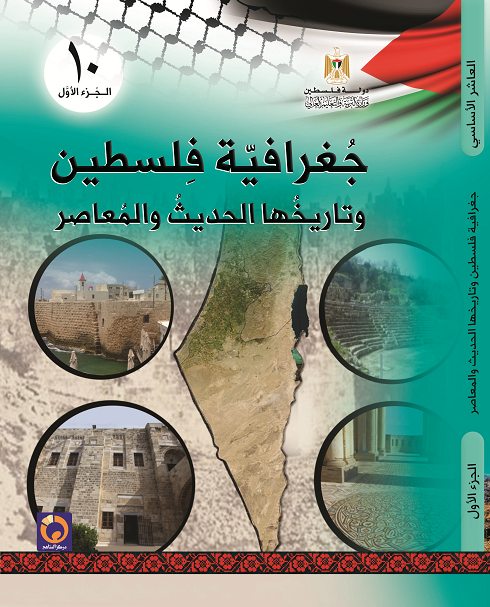 ١٠
الجزء الأوّل
دولة فلسطين
وزارة التربية والتعليم العالي
جُغرافيّة فِلسطين
وتاريخُها الحديثُ والمُعاصر
مركز المناهج
العاشر الأساسي
جغرافية فلسطين وتاريخها الحديث والمعاصر
الجزء الأول